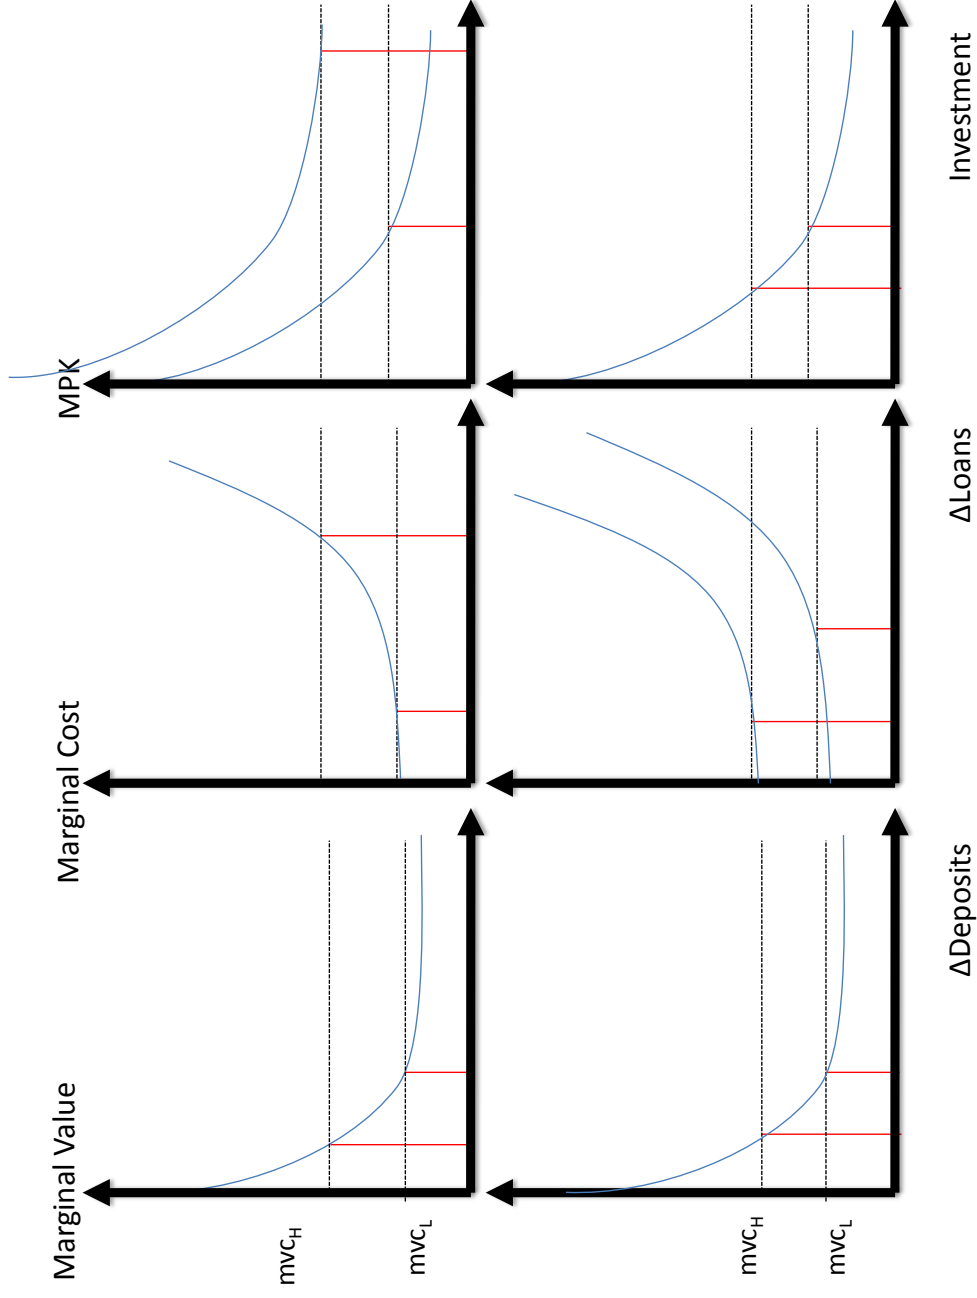 Marginal Value
Marginal Cost
MPK
mvc_H
mvc_L
mvc_H
mvc_L
ΔDeposits
ΔLoans
Investment